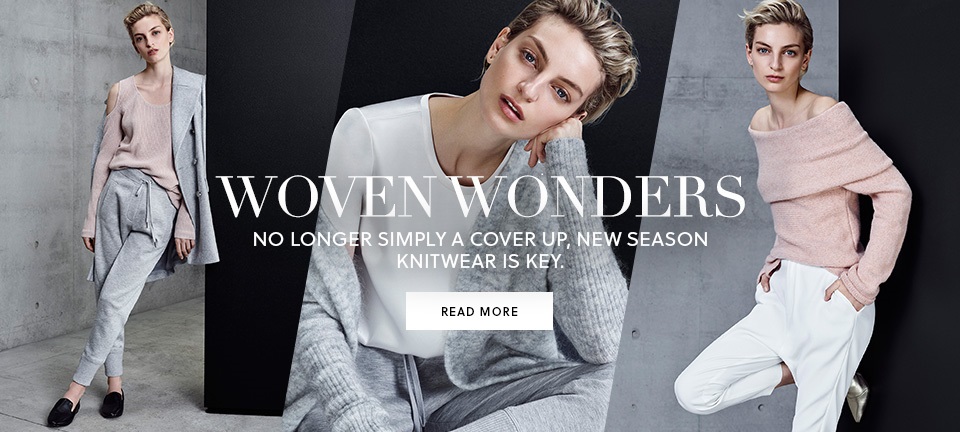 WOVEN WONDERS
NO LONGER SIMPLY A COVER UP, NEW SEASON
KNITWEAR IS KEY.
READ MORE